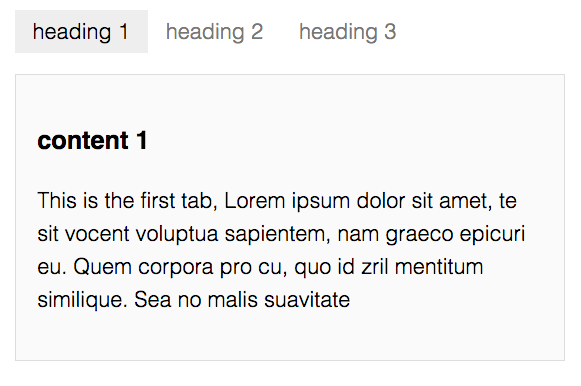 heading 1 heading 2 heading 3
content 1
This is the first tab, Lorem ipsum dolor sit amet, te
sit vocent voluptua sapientem, nam graeco epicuri
eu. Quem corpora pro cu, quo id zril mentitum
similique. Sea no malis suavitate